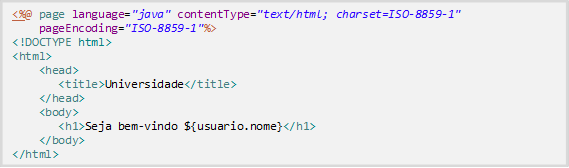 <%@ page language="java" contentType="text/html; charset=ISO-8859-1"
    pageEncoding="ISO-8859-1"%>
<!DOCTYPE html>
<html>
    <head>
       <title>Universidade</title>
    </head>
    <body>
       <h1>Seja bem-vindo ${usuario.nome}</h1>
    </body>
</html>